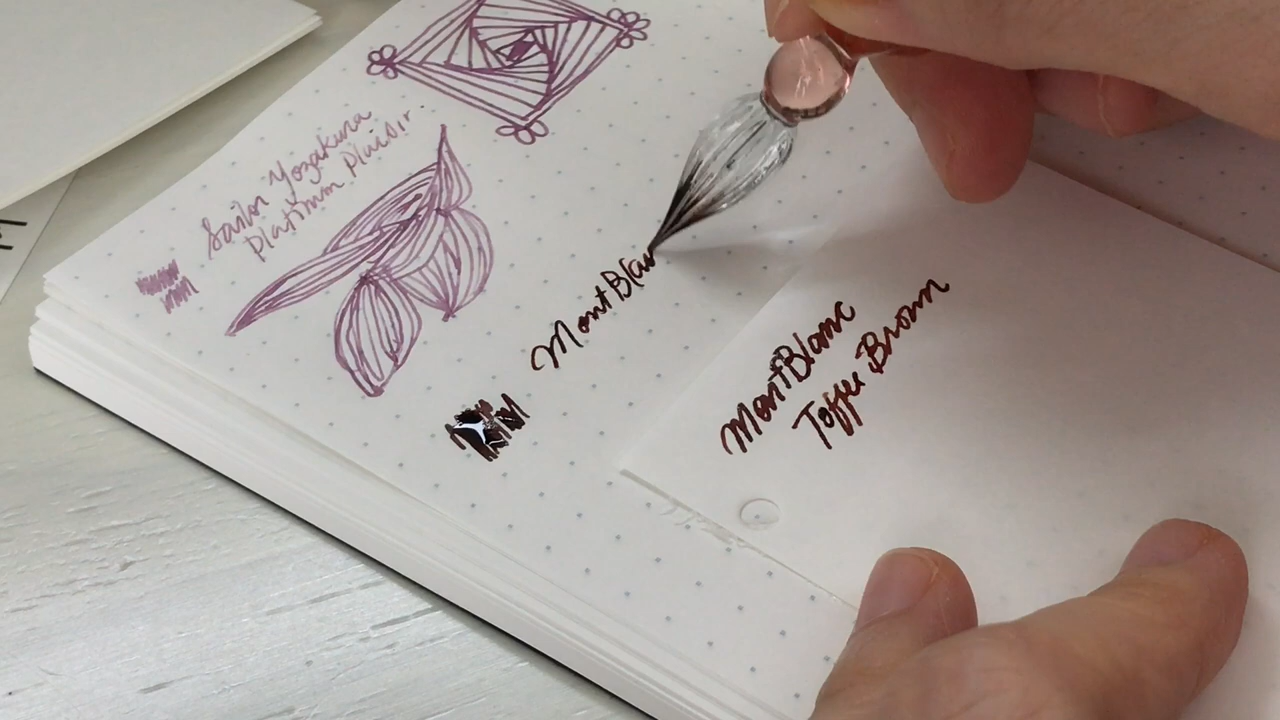 Sailor Yozakura
Platinum Plaisir
MontBlan
MontBlanc
Toffee Brown